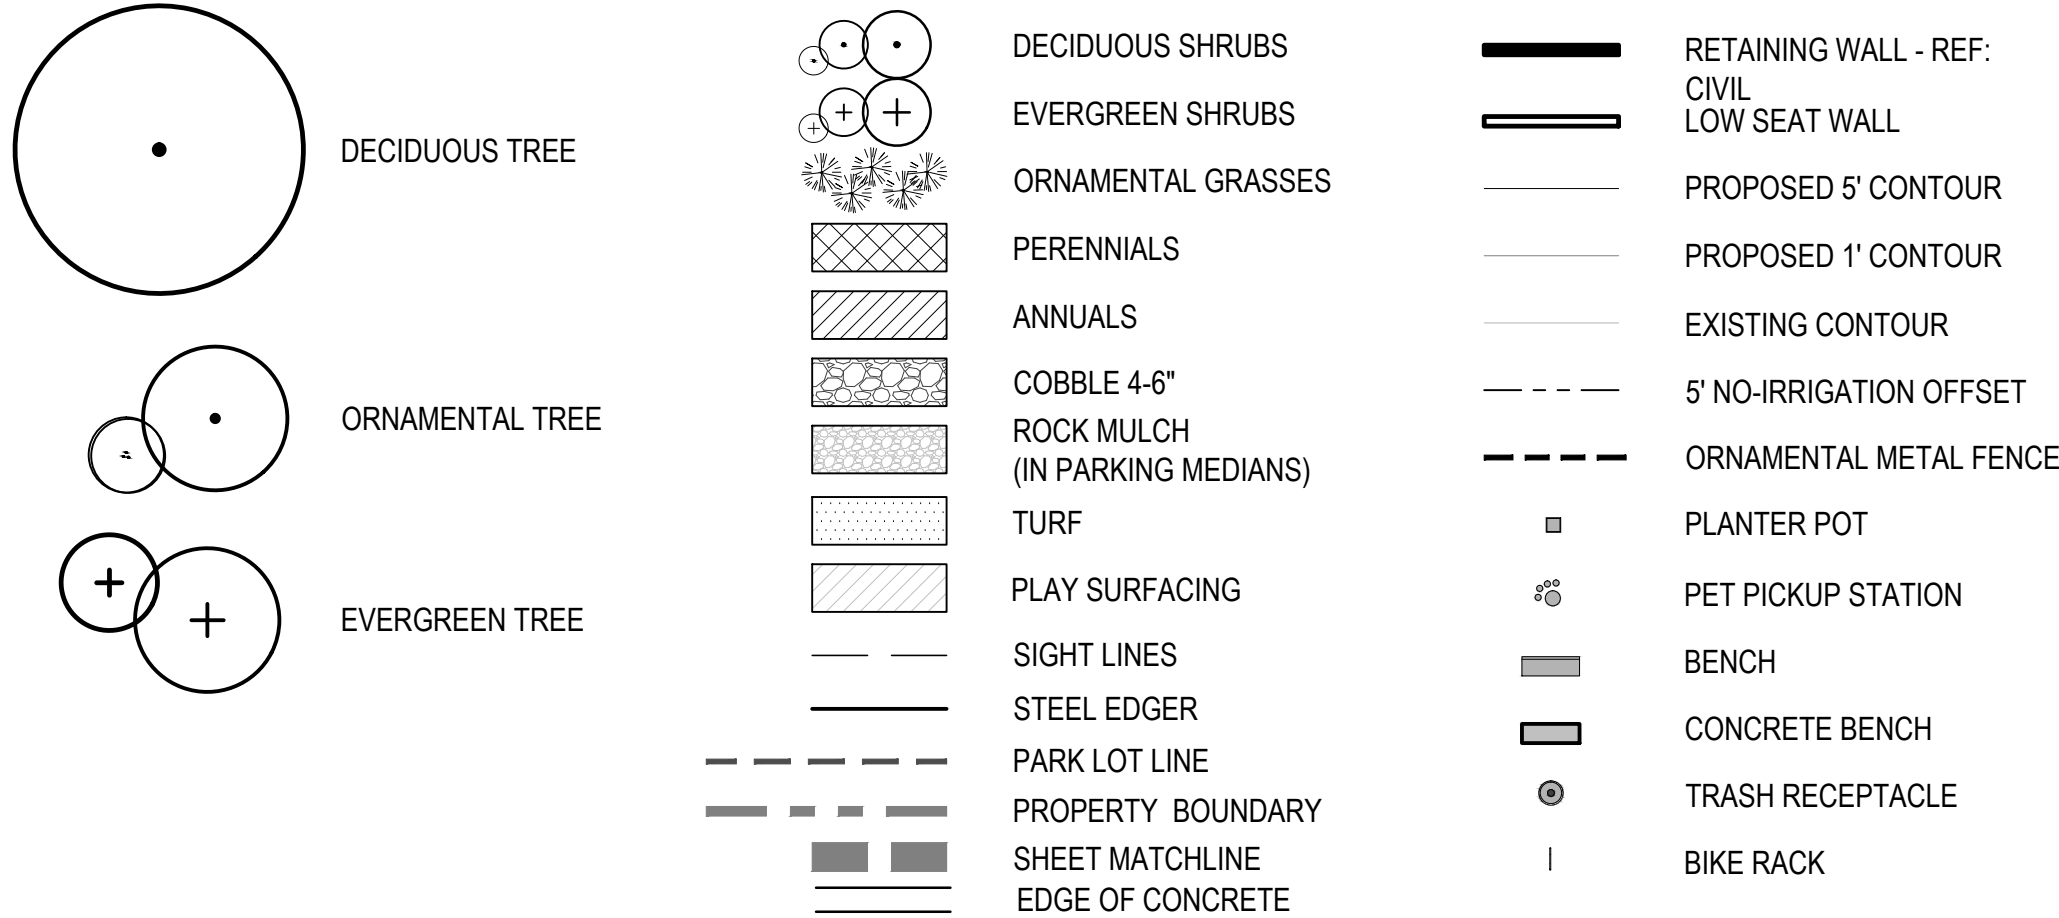 DECIDUOUS TREE
ORNAMENTAL TREE
EVERGREEN TREE
DECIDUOUS SHRUBS
EVERGREEN SHRUBS
ORNAMENTAL GRASSES
PERENNIALS
ANNUALS
COBBLE 4-6"
ROCK MULCH
(IN PARKING MEDIANS)
TURF
PLAY SURFACING
SIGHT LINES
STEEL EDGER
PARK LOT LINE
PROPERTY BOUNDARY
SHEET MATCHLINE
EDGE OF CONCRETE
RETAINING WALL - REF:
CIVIL
LOW SEAT WALL
PROPOSED 5' CONTOUR
PROPOSED 1' CONTOUR
EXISTING CONTOUR
5' NO-IRRIGATION OFFSET
ORNAMENTAL METAL FENCE
PLANTER POT
PET PICKUP STATION
BENCH
CONCRETE BENCH
TRASH RECEPTACLE
BIKE RACK